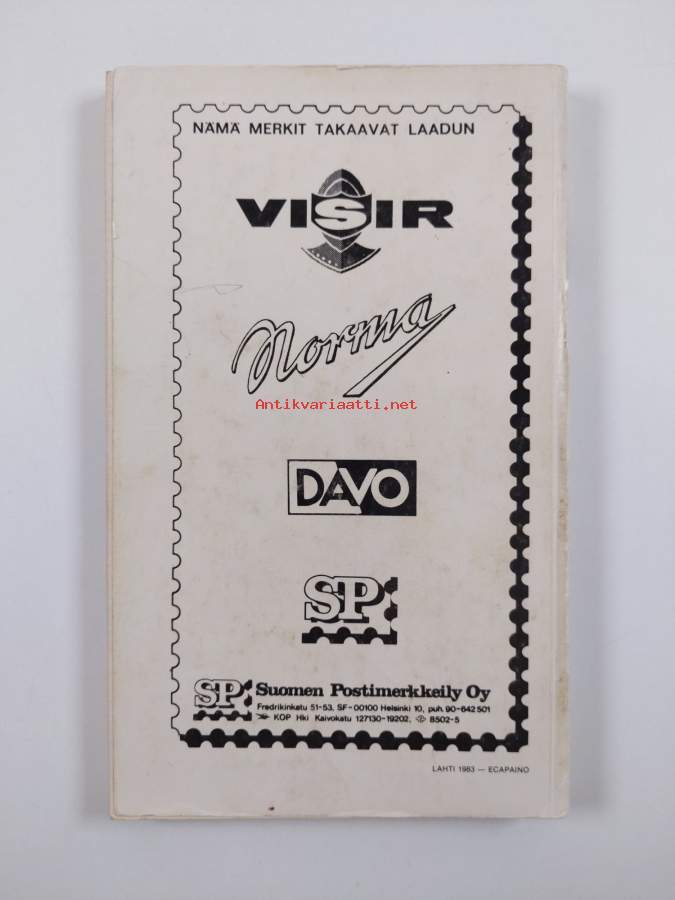 NÄMÄ MERKIT TAKAAVAT LAADUN
VISIR
Norma
Antikvariaatti.net
DAVO
SP
SP Suomen Postimerkkeily Oy
Fredrikinkatu 51-53, SF-00100 Helsinki 10, puh. 90-642 501
KOP Hki Kaivokatu 127130-19202, 8502-5
LAHTI 1983 — ECAPAINO